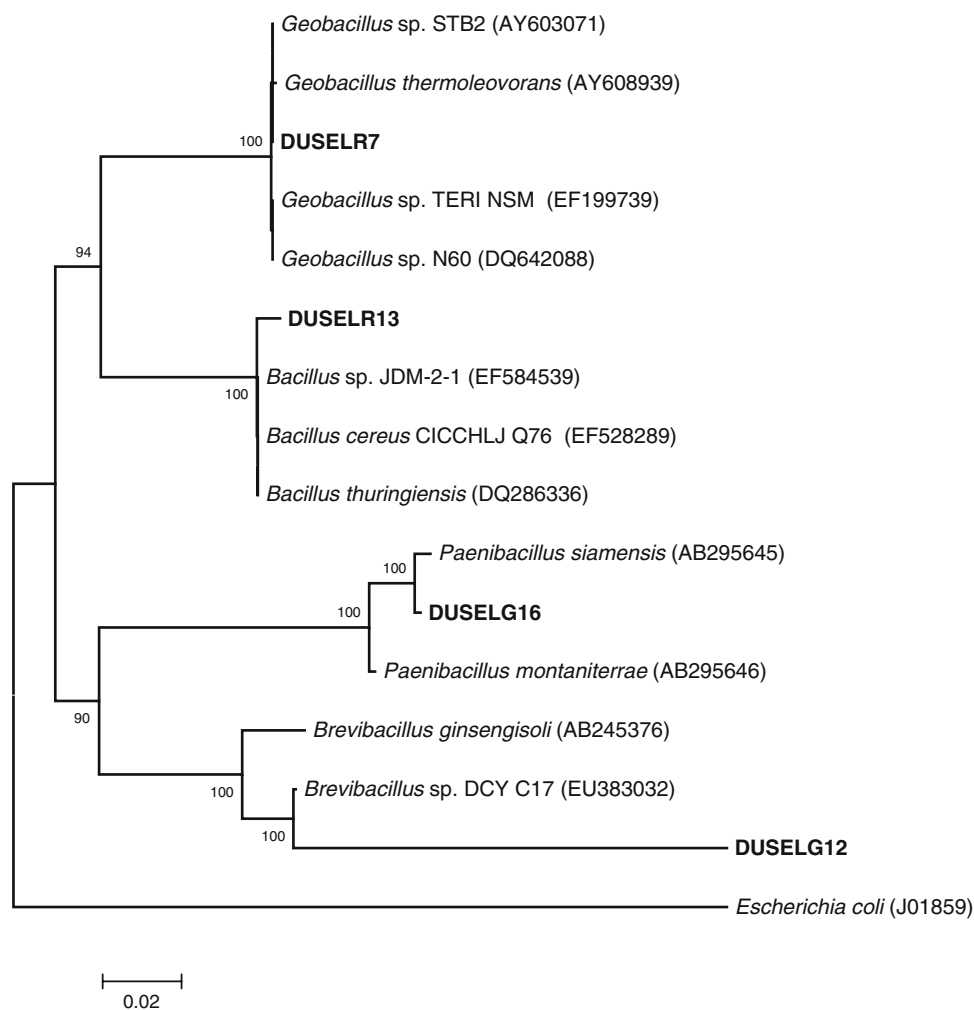 Geobacillus sp. STB2 (AY603071)
Geobacillus thermoleovorans (AY608939)
100
DUSELR7
Geobacillus sp. TERI NSM (EF199739)
94
Geobacillus sp. N60 (DQ642088)
DUSELR13
Bacillus sp. JDM-2-1 (EF584539)
100
Bacillus cereus CICCHLJ Q76 (EF528289)
Bacillus thuringiensis (DQ286336)
Paenibacillus siamensis (AB295645)
100
100
DUSELG16
Paenibacillus montaniterrae (AB295646)
90
Brevibacillus ginsengisoli (AB245376)
100
Brevibacillus sp. DCY C17 (EU383032)
100
DUSELG12
Escherichia coli (J01859)
0.02